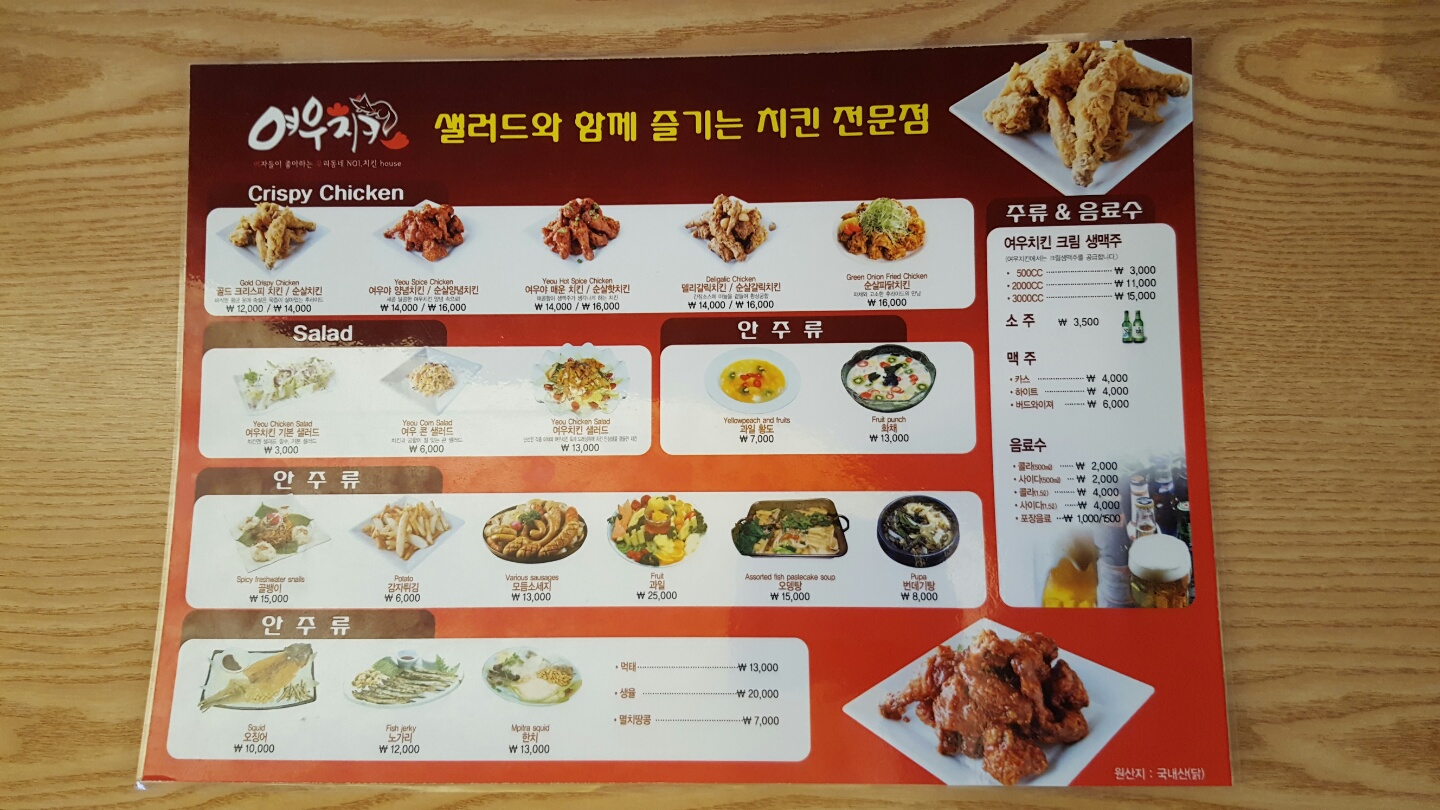 여우치킨
여자들이 좋아하는 우리동네 NO1.치킨 house
샐러드와 함께 즐기는 치킨 전문점
Crispy Chicken
Gold Crispy Chicken
골드 크리스피 치킨 / 순살치킨
₩ 12,000 / ₩ 14,000
Yeou Spice Chicken
여우야 양념치킨 / 순살양념치킨
₩ 14,000 / ₩ 16,000
Yeou Hot Spice Chicken
여우야 매운 치킨 / 순살핫치킨
₩ 14,000 / ₩ 16,000
Deligalic Chicken
델리갈릭치킨 / 순살갈릭치킨
₩ 14,000 / ₩ 16,000
Green Onion Fried Chicken
순살파닭치킨
₩ 16,000
Salad
Yeou Chicken Salad
여우치킨 기본 샐러드
₩ 3,000
Yeou Corn Salad
여우 콘 샐러드
₩ 6,000
Yeou Chicken Salad
여우치킨 샐러드
₩ 13,000
안 주 류
Yellowpeach and fruits
과일 황도
₩ 7,000
Fruit punch
화채
₩ 13,000
안 주 류
Spicy freshwater snails
골뱅이
₩ 15,000
Potato
감자튀김
₩ 6,000
Various sausages
모듬소세지
₩ 13,000
Fruit
과일
₩ 25,000
Assorted fish pastecake soup
오뎅탕
₩ 15,000
Pupa
번데기탕
₩ 8,000
안 주 류
Squid
오징어
₩ 10,000
Fish jerky
노가리
₩ 12,000
Mpitra squid
한치
₩ 13,000
• 먹태 ₩ 13,000
• 생율 ₩ 20,000
• 멸치땅콩 ₩ 7,000
주류 & 음료수
여우치킨 크림 생맥주
(여우치킨에서는 크림생맥주를 공급합니다.)
• 500CC ₩ 3,000
• 2000CC ₩ 11,000
• 3000CC ₩ 15,000
소 주 ₩ 3,500
맥 주
• 카스 ₩ 4,000
• 하이트 ₩ 4,000
• 버드와이져 ₩ 6,000
음료수
• 콜라(500㎖) ₩ 2,000
• 사이다(500㎖) ₩ 2,000
• 콜라(1.5ℓ) ₩ 4,000
• 사이다(1.5ℓ) ₩ 4,000
• 포장음료 ₩ 1,000/1500
원산지 : 국내산(닭)